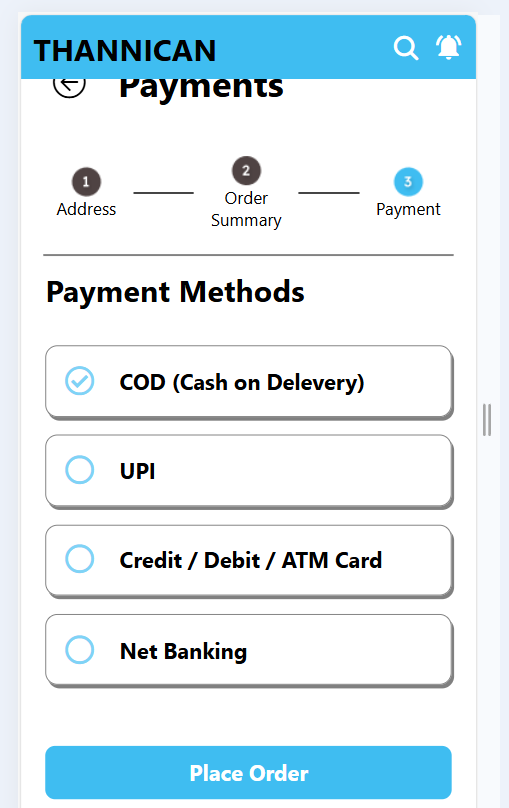 THANNICAN
Payments
1
2
3
Address
Order
Summary
Payment
Payment Methods
COD (Cash on Delevery)
UPI
Credit / Debit / ATM Card
Net Banking
Place Order